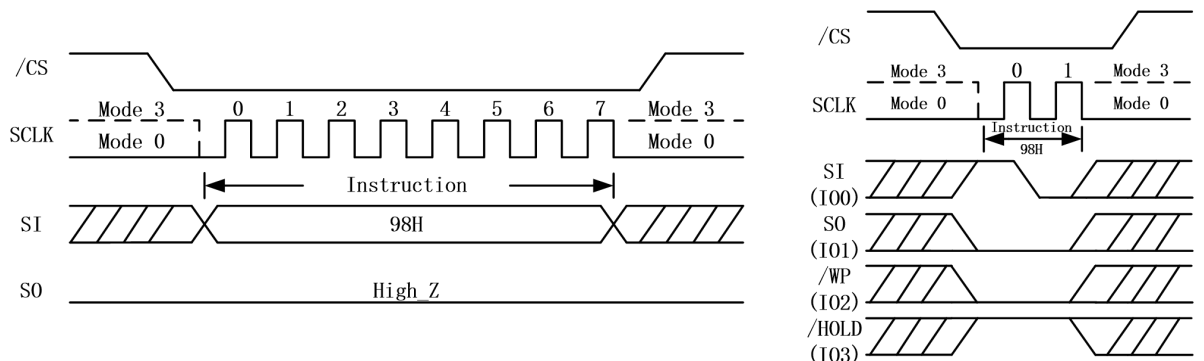 /CS
Mode 3
0 1 2 3 4 5 6 7
Mode 3
SCLK
Mode 0
Mode 0
Instruction
SI
98H
SO
High_Z
/CS
Mode 3
0 1
Mode 3
SCLK
Mode 0
Mode 0
Instruction
98H
SI
(IO0)
SO
(IO1)
/WP
(IO2)
/HOLD
(IO3)